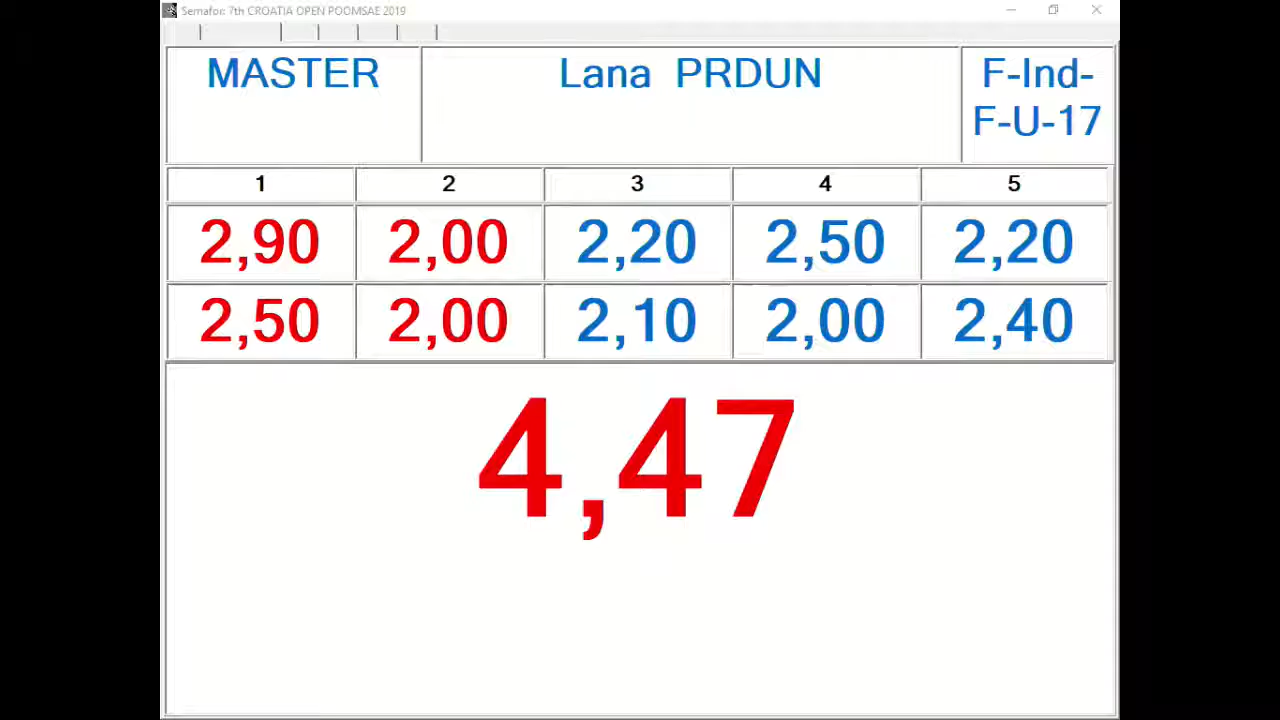 Semafor: 7th CROATIA OPEN POOMSAE 2019
MASTER
Lana PRDUN
F-Ind-
F-U-17
1 2 3 4 5
2,90 2,00 2,20 2,50 2,20
2,50 2,00 2,10 2,00 2,40
4,47